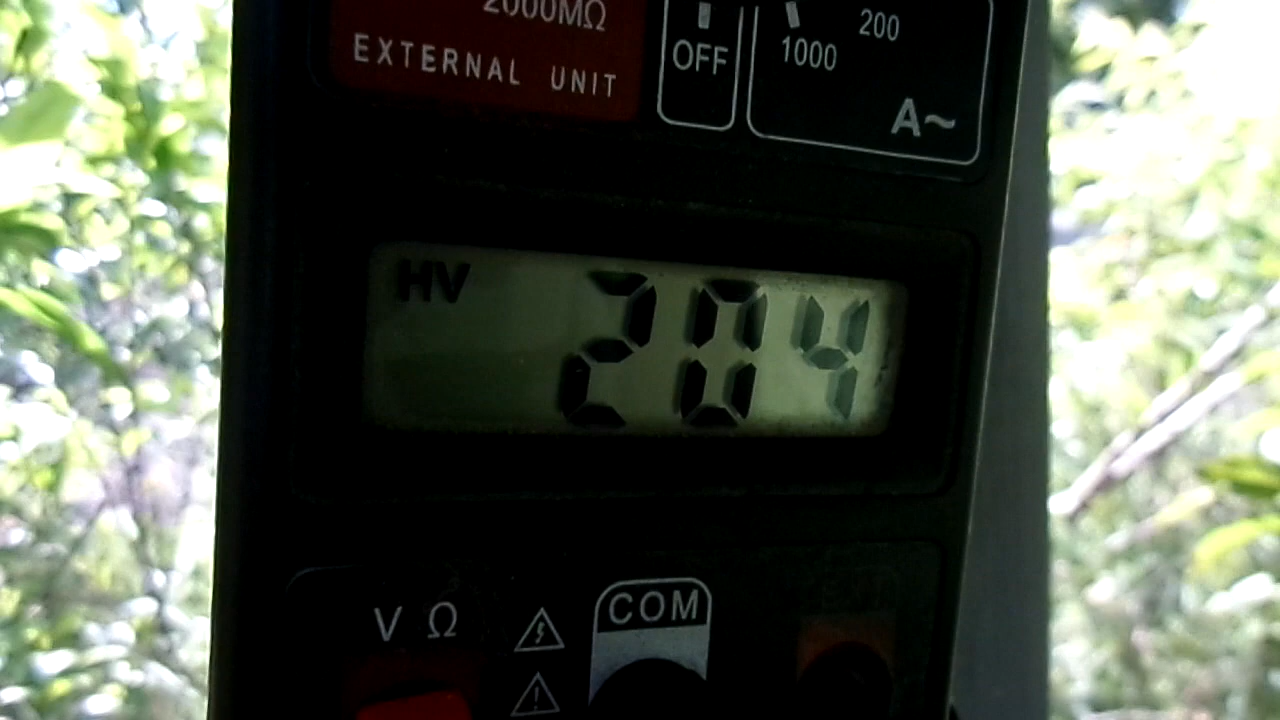 2000MΩ
EXTERNAL UNIT
OFF
200
1000
A~
HV
204
V Ω
COM